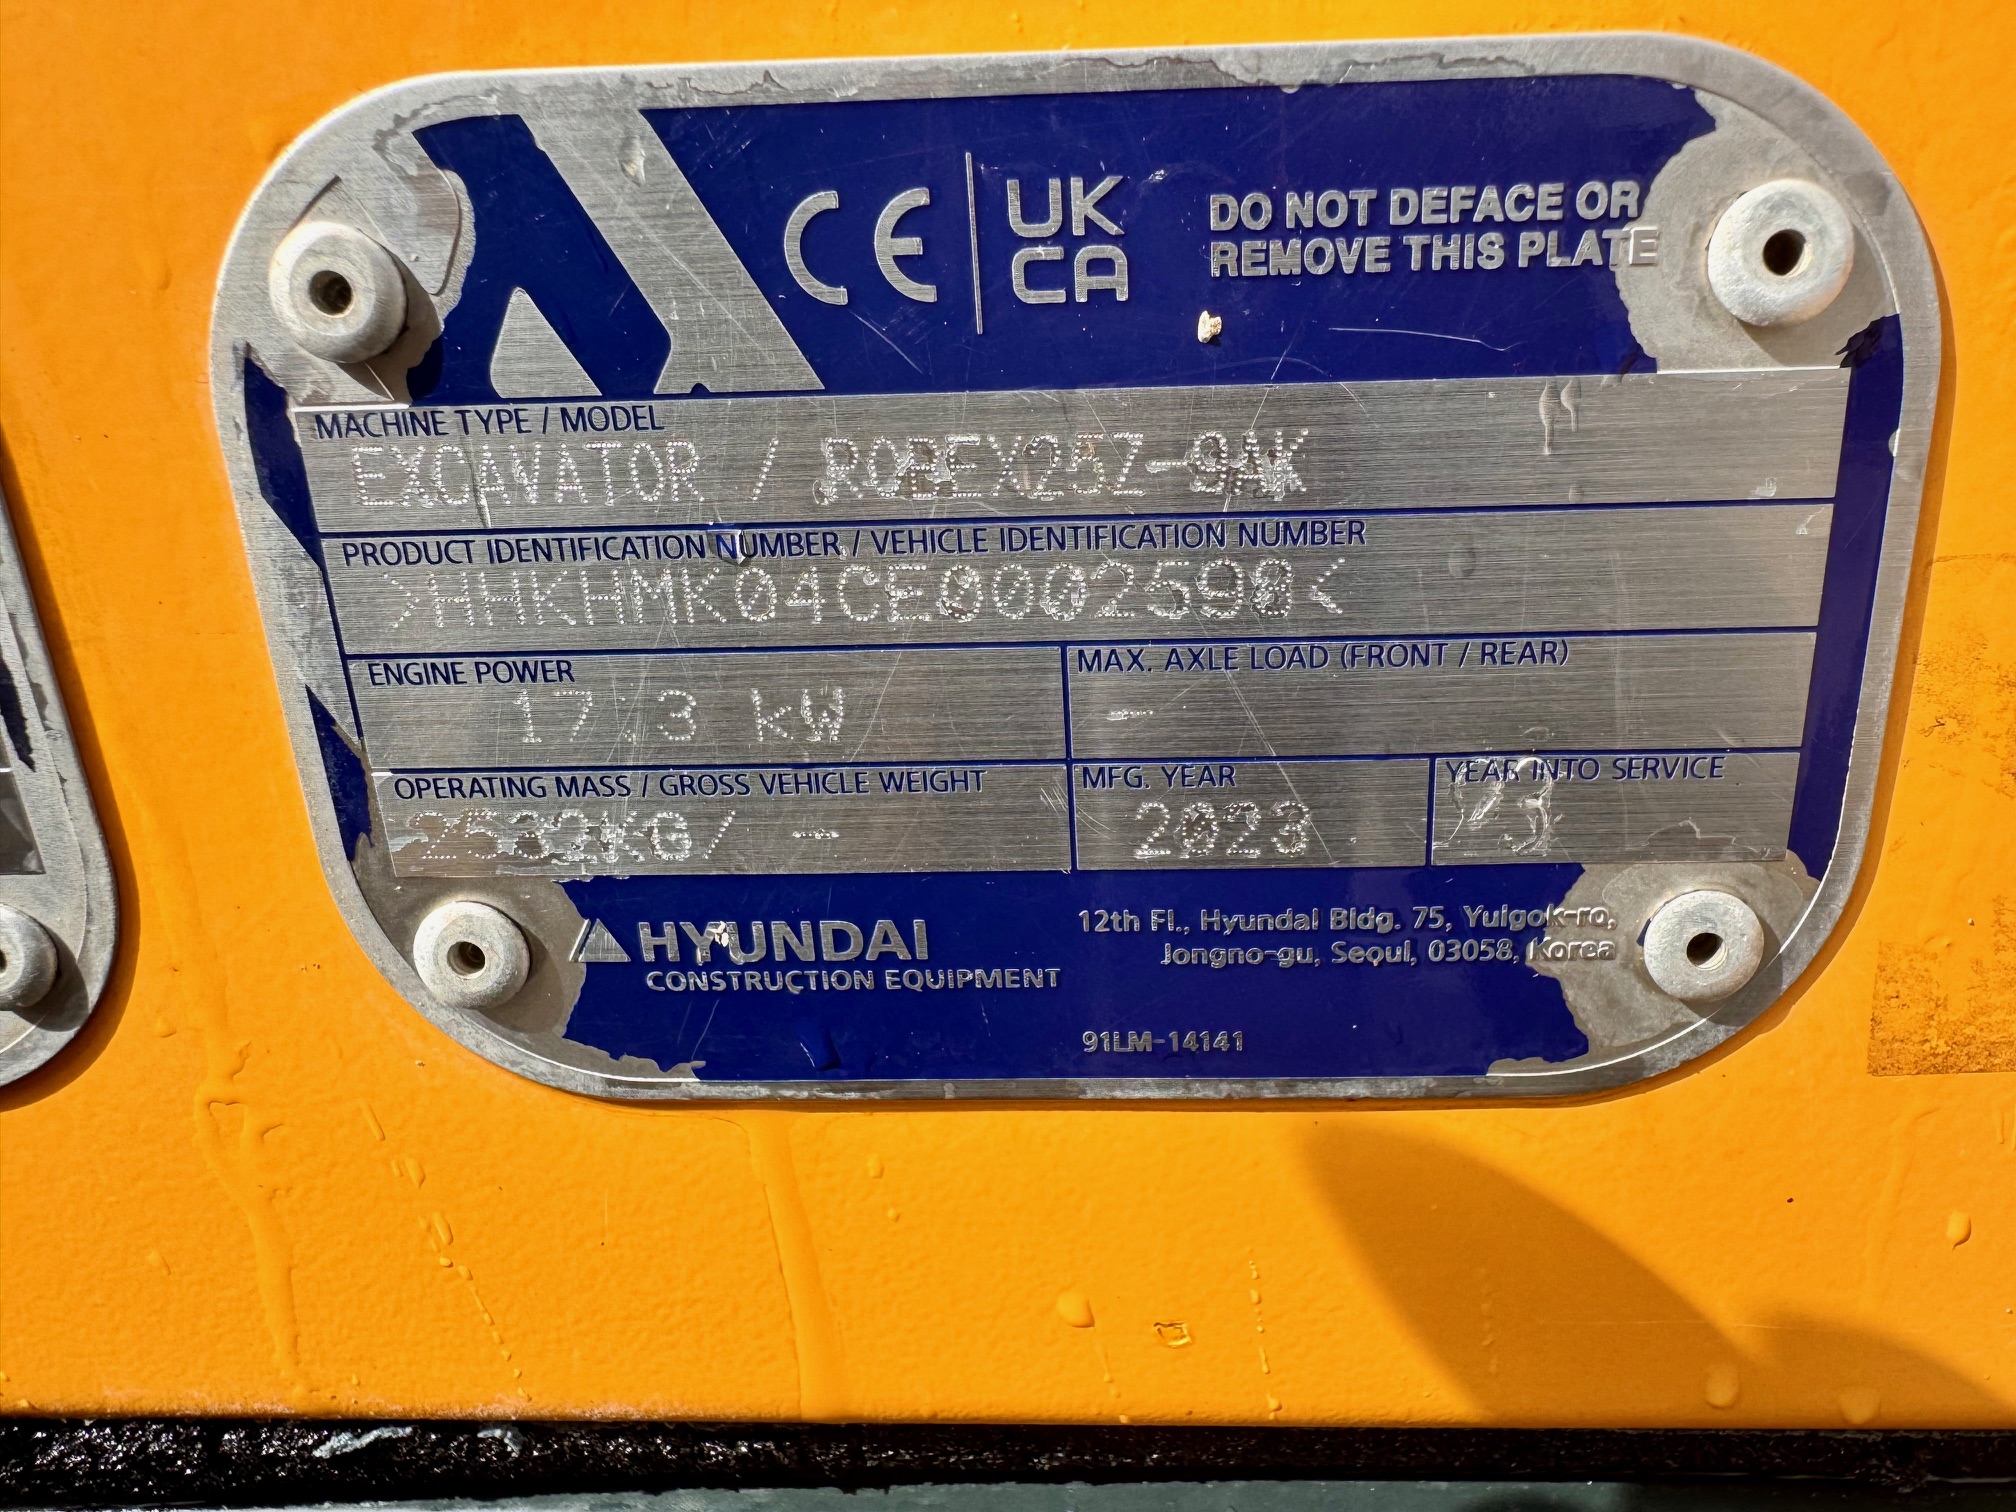 CE UK CA
DO NOT DEFACE OR
REMOVE THIS PLATE
MACHINE TYPE / MODEL
EXCAVATOR / ROBEX25Z-9AK
PRODUCT IDENTIFICATION NUMBER / VEHICLE IDENTIFICATION NUMBER
>HHKHMK04CE0002598<
ENGINE POWER
17.3 kW
MAX. AXLE LOAD (FRONT / REAR)
-
OPERATING MASS / GROSS VEHICLE WEIGHT
2532KG/ -
MFG. YEAR
2023
YEAR INTO SERVICE
23
HYUNDAI
CONSTRUCTION EQUIPMENT
12th Fl., Hyundai Bldg. 75, Yulgok-ro,
Jongno-gu, Seoul, 03058, Korea
91LM-14141